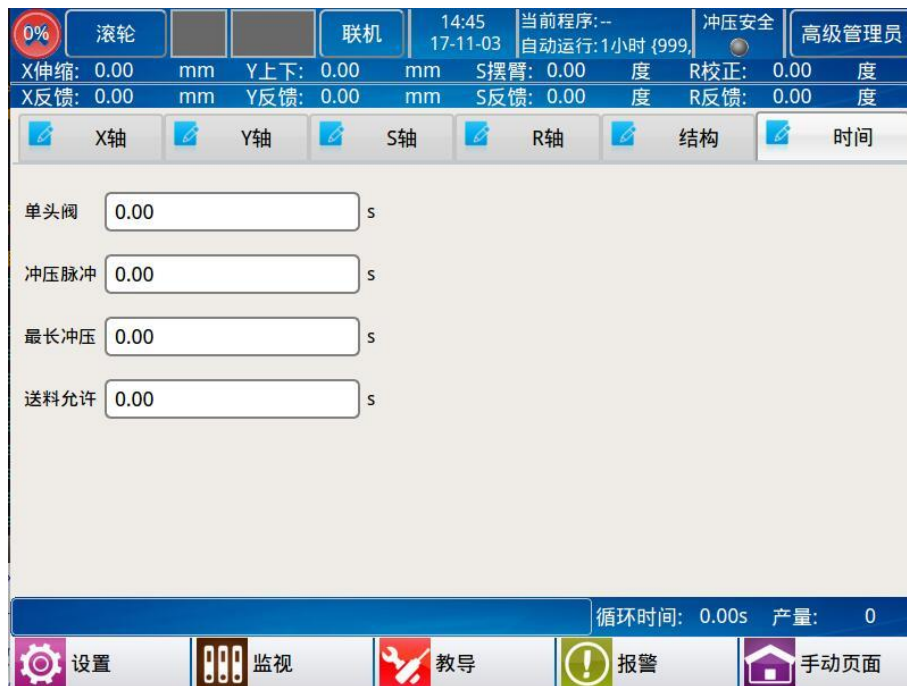 0% 滚轮 联机 14:45 当前程序:-- 冲压安全 高级管理员
17-11-03 自动运行:1小时 {999,
X伸缩: 0.00 mm Y上下: 0.00 mm S摆臂: 0.00 度 R校正: 0.00 度
X反馈: 0.00 mm Y反馈: 0.00 mm S反馈: 0.00 度 R反馈: 0.00 度
X轴 Y轴 S轴 R轴 结构 时间
单头阀 0.00 s
冲压脉冲 0.00 s
最长冲压 0.00 s
送料允许 0.00 s
循环时间: 0.00s 产量: 0
设置 监视 教导 报警 手动页面